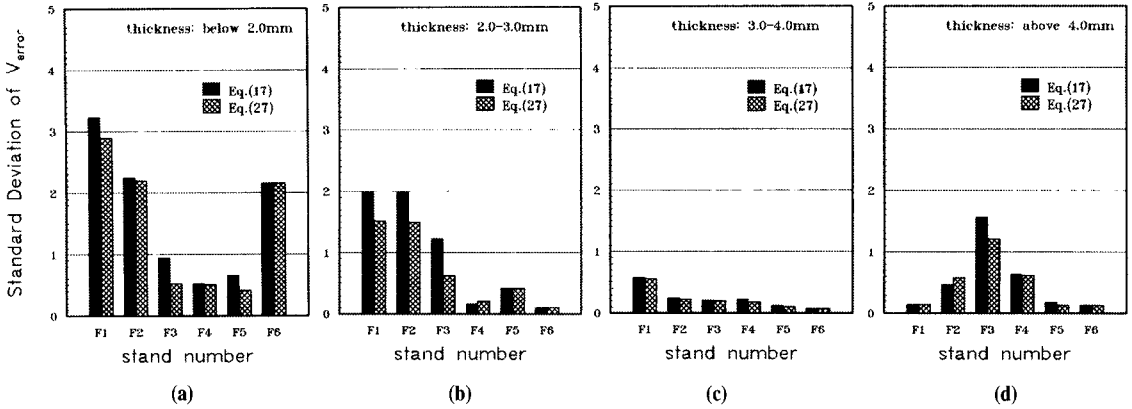 Standard Deviation of Verror
5
4
3
2
1
0
thickness: below 2.0mm
Eq.(17)
Eq.(27)
F1 F2 F3 F4 F5 F6
stand number
(a)
5
4
3
2
1
0
thickness: 2.0-3.0mm
Eq.(17)
Eq.(27)
F1 F2 F3 F4 F5 F6
stand number
(b)
5
4
3
2
1
0
thickness: 3.0-4.0mm
Eq.(17)
Eq.(27)
F1 F2 F3 F4 F5 F6
stand number
(c)
5
4
3
2
1
0
thickness: above 4.0mm
Eq.(17)
Eq.(27)
F1 F2 F3 F4 F5 F6
stand number
(d)